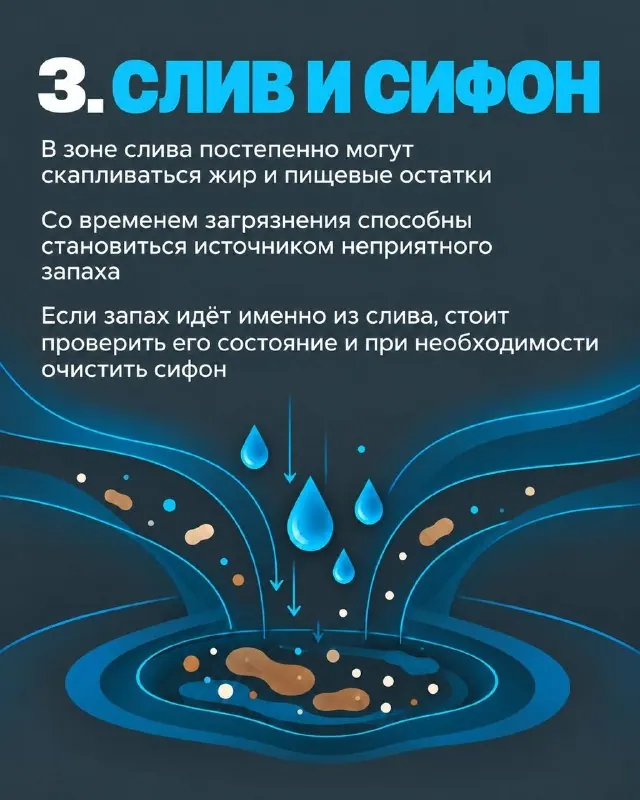 3. СЛИВ И СИФОН
В зоне слива постепенно могут
скапливаться жир и пищевые остатки
Со временем загрязнения способны
становиться источником неприятного
запаха
Если запах идёт именно из слива, стоит
проверить его состояние и при необходимости
очистить сифон